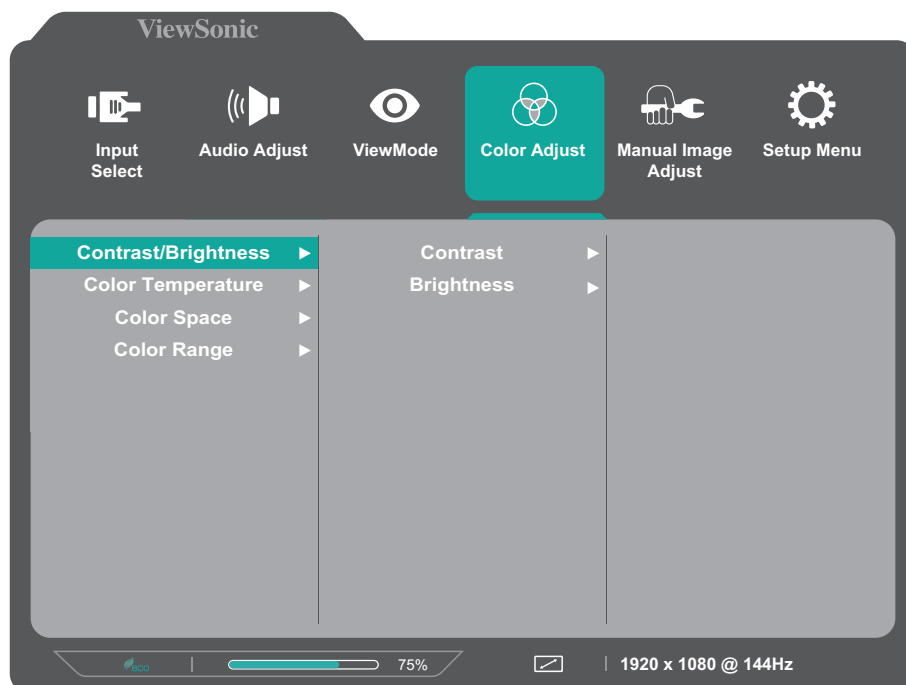 ViewSonic
Input
Select
Audio Adjust
ViewMode
Color Adjust
Manual Image
Adjust
Setup Menu
Contrast/Brightness
Color Temperature
Color Space
Color Range
Contrast
Brightness
ECO
75%
1920 x 1080 @ 144Hz